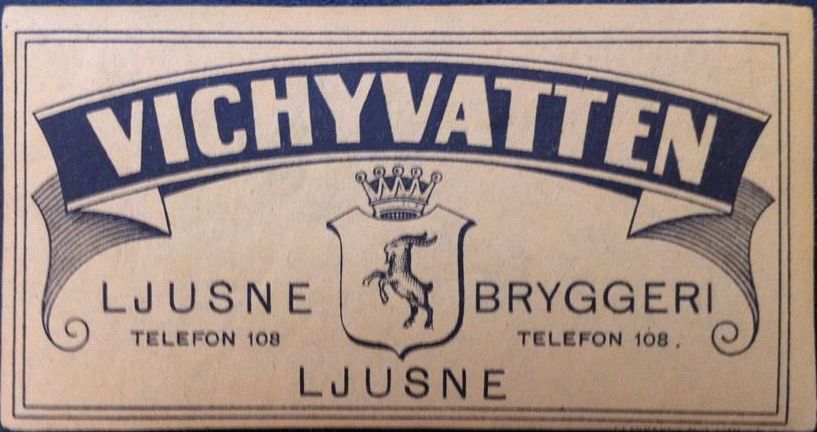 VICHYVATTEN
LJUSNE BRYGGERI
TELEFON 108 TELEFON 108.
LJUSNE